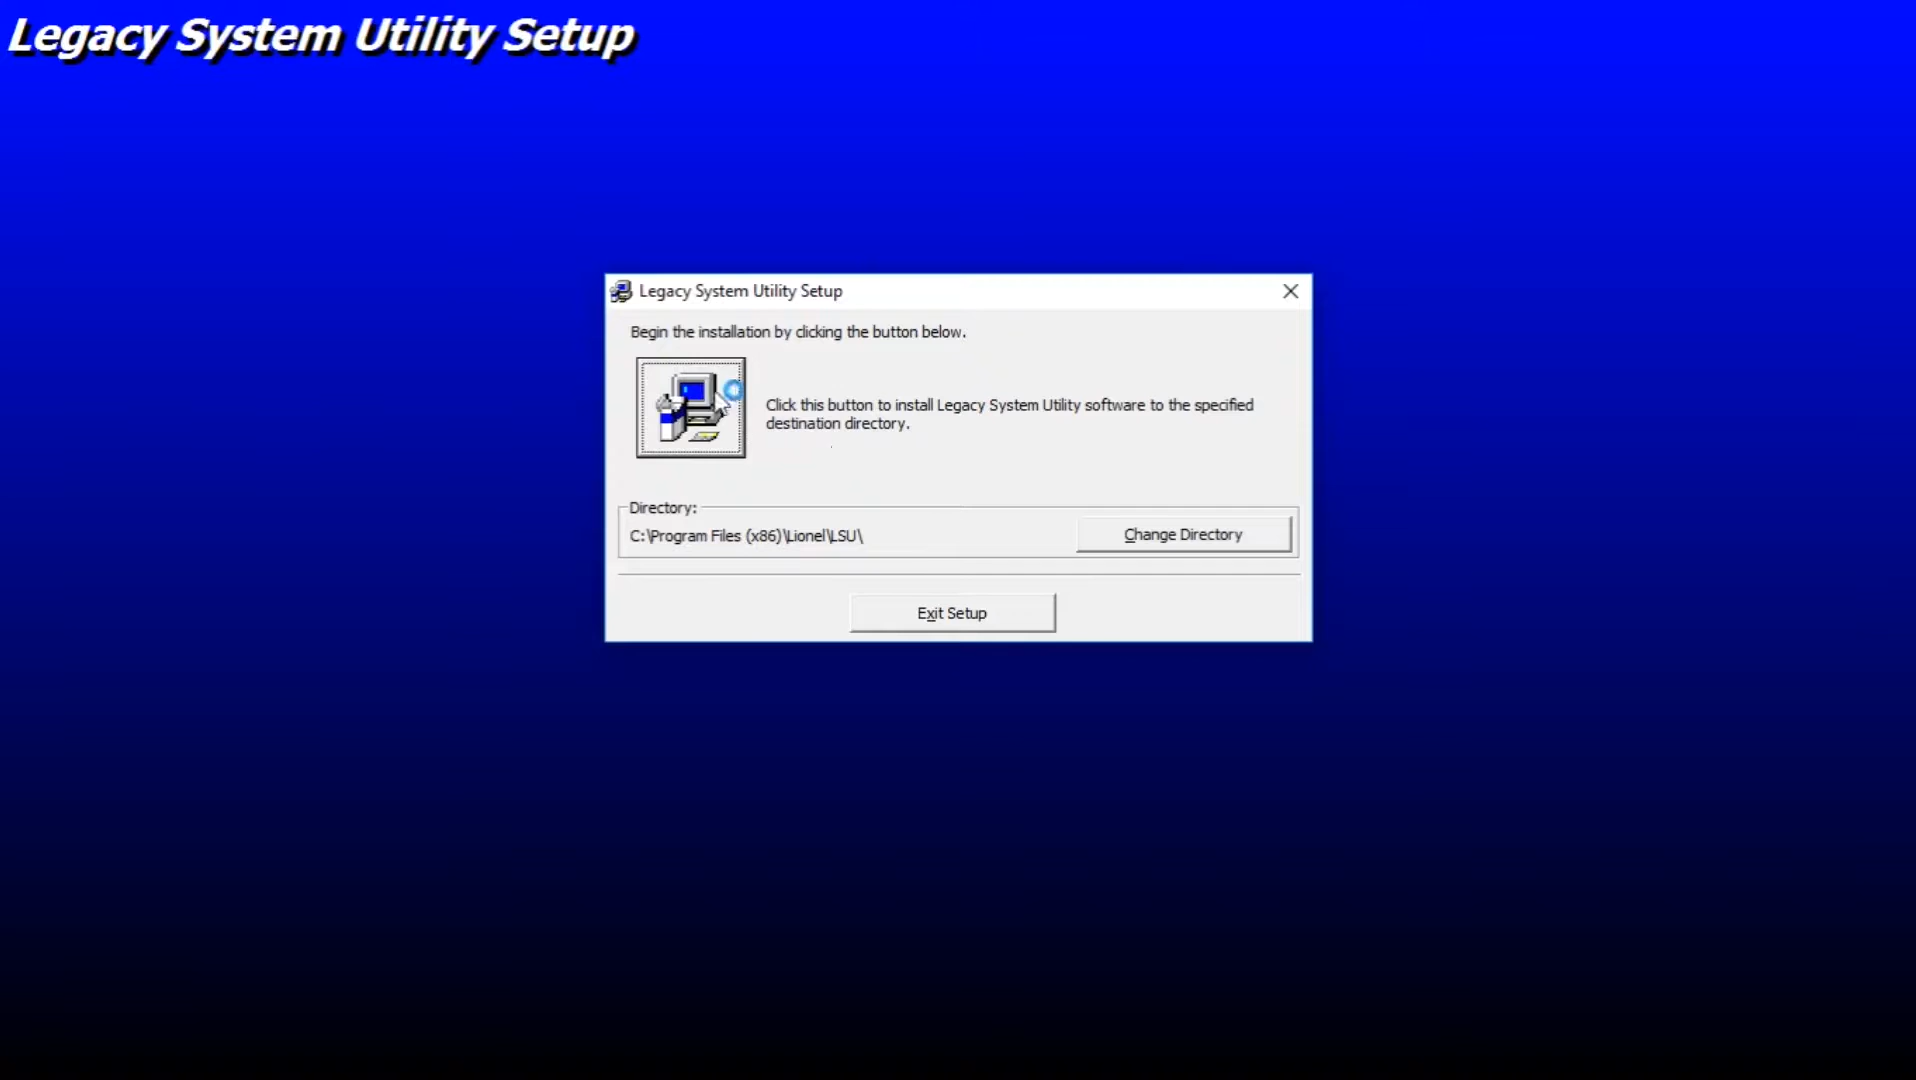 Legacy System Utility Setup
Legacy System Utility Setup
Begin the installation by clicking the button below.
Click this button to install Legacy System Utility software to the specified
destination directory.
Directory:
C:\Program Files (x86)\Lionel\LSU\
Change Directory
Exit Setup